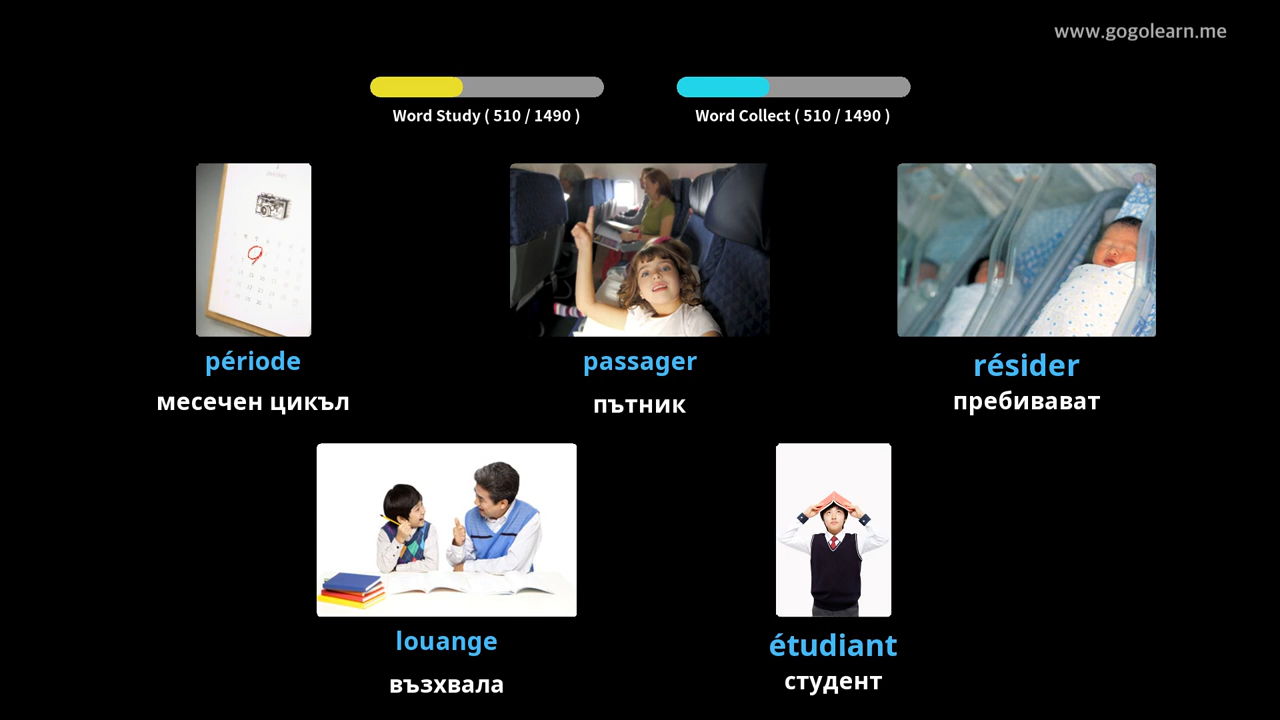 www.gogolearn.me
Word Study ( 510 / 1490 )
Word Collect ( 510 / 1490 )
période
passager
résider
месечен цикъл
пътник
пребивават
louange
étudiant
възхвала
студент